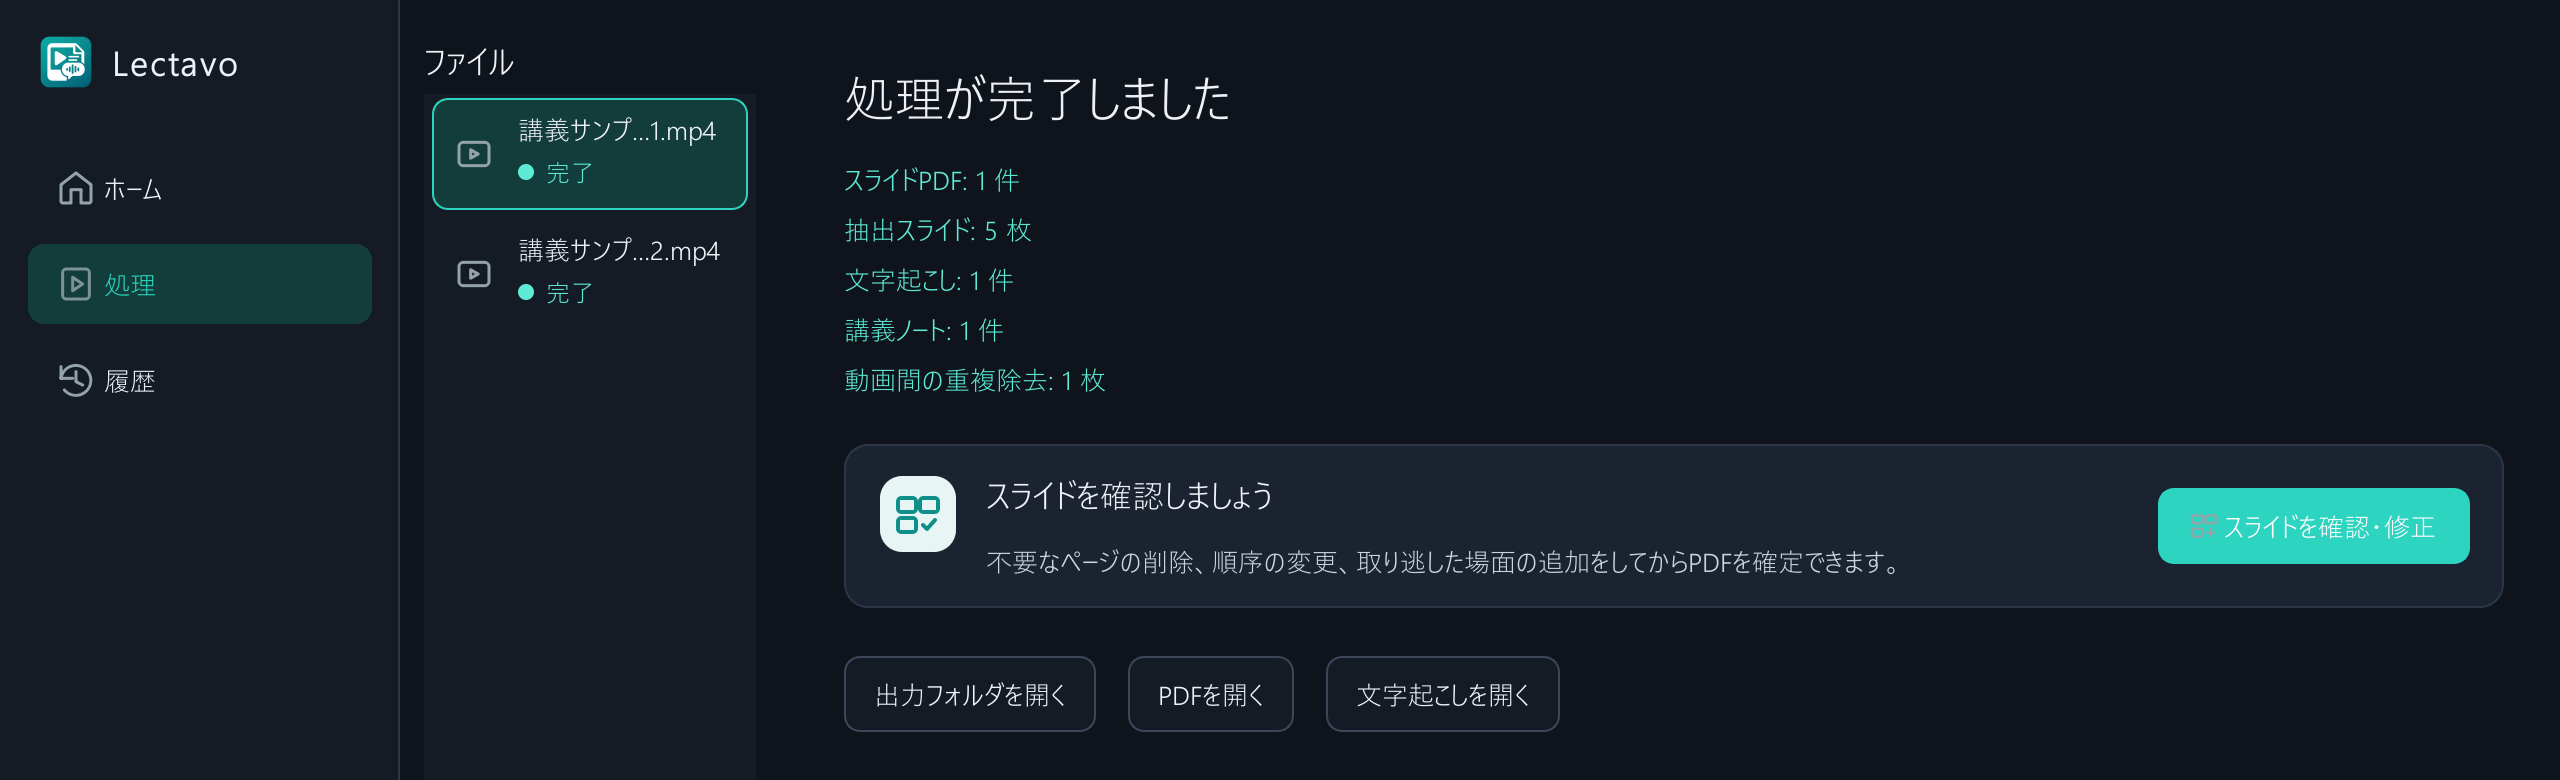 Lectavo
ホーム
処理
履歴
ファイル
講義サンプ...1.mp4
完了
講義サンプ...2.mp4
完了
処理が完了しました
スライドPDF: 1 件
抽出スライド: 5 枚
文字起こし: 1 件
講義ノート: 1 件
動画間の重複除去: 1 枚
スライドを確認しましょう
不要なページの削除、順序の変更、取り逃した場面の追加をしてからPDFを確定できます。
スライドを確認・修正
出力フォルダを開く
PDFを開く
文字起こしを開く